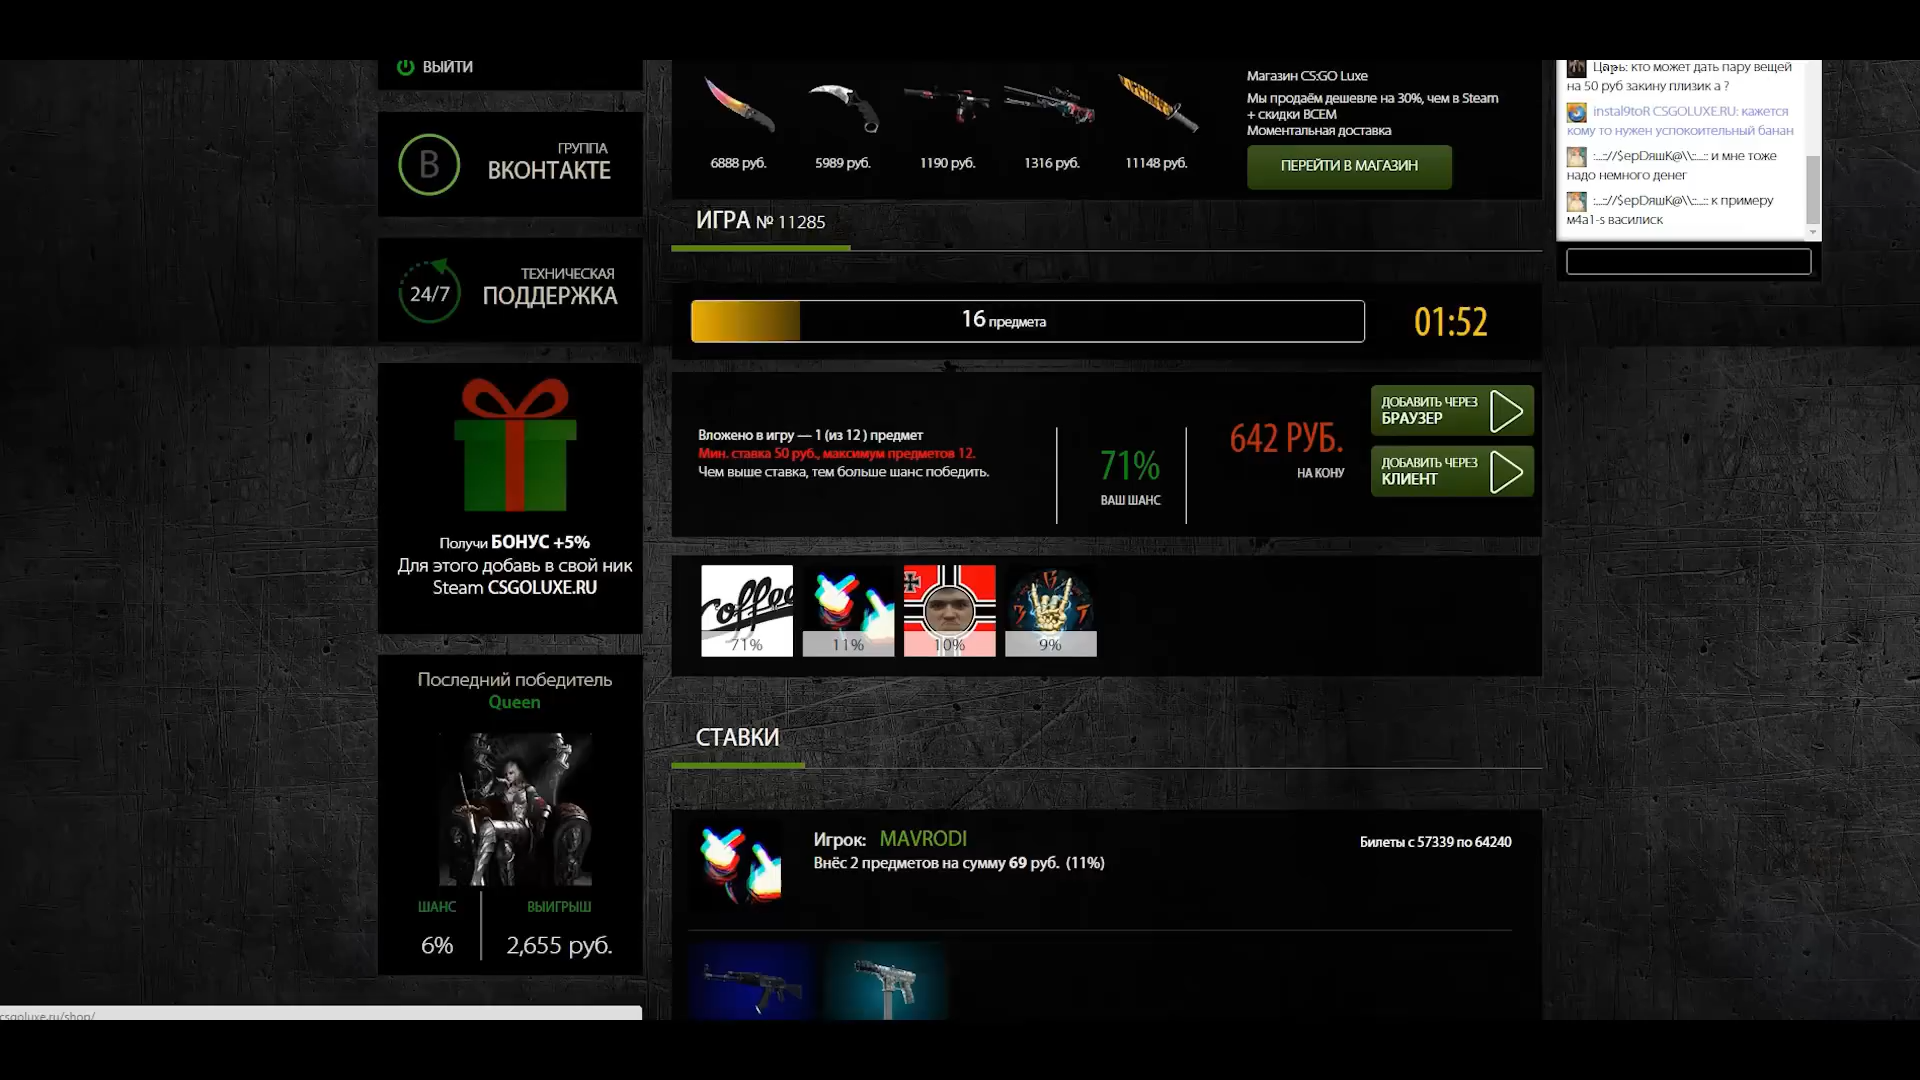 ВЫЙТИ
ГРУППА
ВКОНТАКТЕ
B
ТЕХНИЧЕСКАЯ
ПОДДЕРЖКА
24/7
Получи БОНУС +5%
Для этого добавь в свой ник
Steam CSGOLUXE.RU
Последний победитель
Queen
ШАНС
ВЫИГРЫШ
6%
2,655 руб.
csgoluxe.ru/shop/
6888 руб.
5989 руб.
1190 руб.
1316 руб.
11148 руб.
Магазин CS:GO Luxe
Мы продаём дешевле на 30%, чем в Steam
+ скидки ВСЕМ
Моментальная доставка
ПЕРЕЙТИ В МАГАЗИН
ИГРА № 11285
16 предмета
01:52
Вложено в игру — 1 (из 12 ) предмет
Мин. ставка 50 руб., максимум предметов 12.
Чем выше ставка, тем больше шанс победить.
71%
ВАШ ШАНС
642 РУБ.
НА КОНУ
ДОБАВИТЬ ЧЕРЕЗ
БРАУЗЕР
ДОБАВИТЬ ЧЕРЕЗ
КЛИЕНТ
coffee
71%
11%
10%
9%
СТАВКИ
Игрок: MAVRODI
Внёс 2 предметов на сумму 69 руб. (11%)
Билеты с 57339 по 64240
Царь: кто может дать пару вещей
на 50 руб закину плизик а ?
instal9toR CSGOLUXE.RU: кажется
кому то нужен успокоительный банан
:...:://$epDяшK@\\::...:: и мне тоже
надо немного денег
:...:://$epDяшK@\\::...:: к примеру
м4а1-s василиск